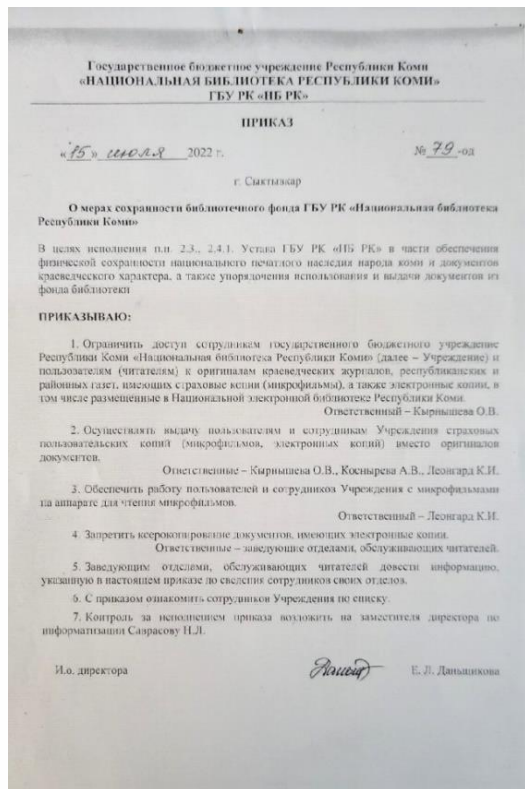 Государственное бюджетное учреждение Республики Коми
«НАЦИОНАЛЬНАЯ БИБЛИОТЕКА РЕСПУБЛИКИ КОМИ»
ГБУ РК «НБ РК»
ПРИКАЗ
«15» июля 2022 г. № 79-од
г. Сыктывкар
О мерах сохранности библиотечного фонда ГБУ РК «Национальная библиотека
Республики Коми»
В целях исполнения п.п. 2.3., 2.4.1. Устава ГБУ РК «НБ РК» в части обеспечения
физической сохранности национального печатного наследия народа коми и документов
краеведческого характера, а также упорядочения использования и выдачи документов из
фонда библиотеки
ПРИКАЗЫВАЮ:
1. Ограничить доступ сотрудникам государственного бюджетного учреждение
Республики Коми «Национальная библиотека Республики Коми» (далее – Учреждение) и
пользователям (читателям) к оригиналам краеведческих журналов, республиканских и
районных газет, имеющих страховые копии (микрофильмы), а также электронные копии, в
том числе размещенные в Национальной электронной библиотеке Республики Коми.
Ответственный – Кырнышева О.В.
2. Осуществлять выдачу пользователям и сотрудникам Учреждения страховых
пользовательских копий (микрофильмов, электронных копий) вместо оригиналов
документов.
Ответственные – Кырнышева О.В., Коснырева А.В., Леонгард К.И.
3. Обеспечить работу пользователей и сотрудников Учреждения с микрофильмами
на аппарате для чтения микрофильмов.
Ответственный – Леонгард К.И.
4. Запретить ксерокопирование документов, имеющих электронные копии.
Ответственные – заведующие отделами, обслуживающих читателей.
5. Заведующим отделами, обслуживающих читателей довести информацию,
указанную в настоящем приказе до сведения сотрудников своих отделов.
6. С приказом ознакомить сотрудников Учреждения по списку.
7. Контроль за исполнением приказа возложить на заместителя директора по
информатизации Саврасову Н.Л.
И.о. директора Е. Л. Данщикова